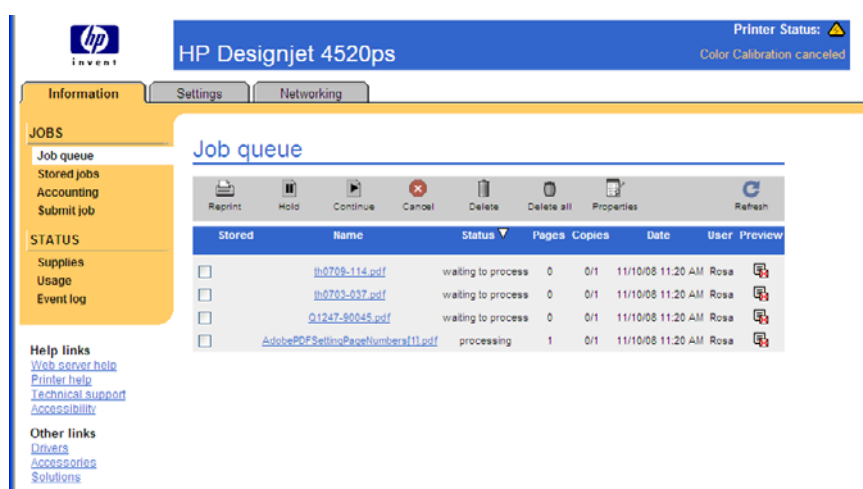 hp
invent
HP Designjet 4520ps
Printer Status:
Color Calibration canceled
Information
Settings
Networking
JOBS
Job queue
Stored jobs
Accounting
Submit job
STATUS
Supplies
Usage
Event log
Help links
Web server help
Printer help
Technical support
Accessibility
Other links
Drivers
Accessories
Solutions
Job queue
Reprint Hold Continue Cancel Delete Delete all Properties Refresh
Stored Name Status Pages Copies Date User Preview
th0709-114.pdf waiting to process 0 0/1 11/10/08 11:20 AM Rosa
th0703-037.pdf waiting to process 0 0/1 11/10/08 11:20 AM Rosa
Q1247-90045.pdf waiting to process 0 0/1 11/10/08 11:20 AM Rosa
AdobePDFSettingPageNumbers[1].pdf processing 1 0/1 11/10/08 11:20 AM Rosa